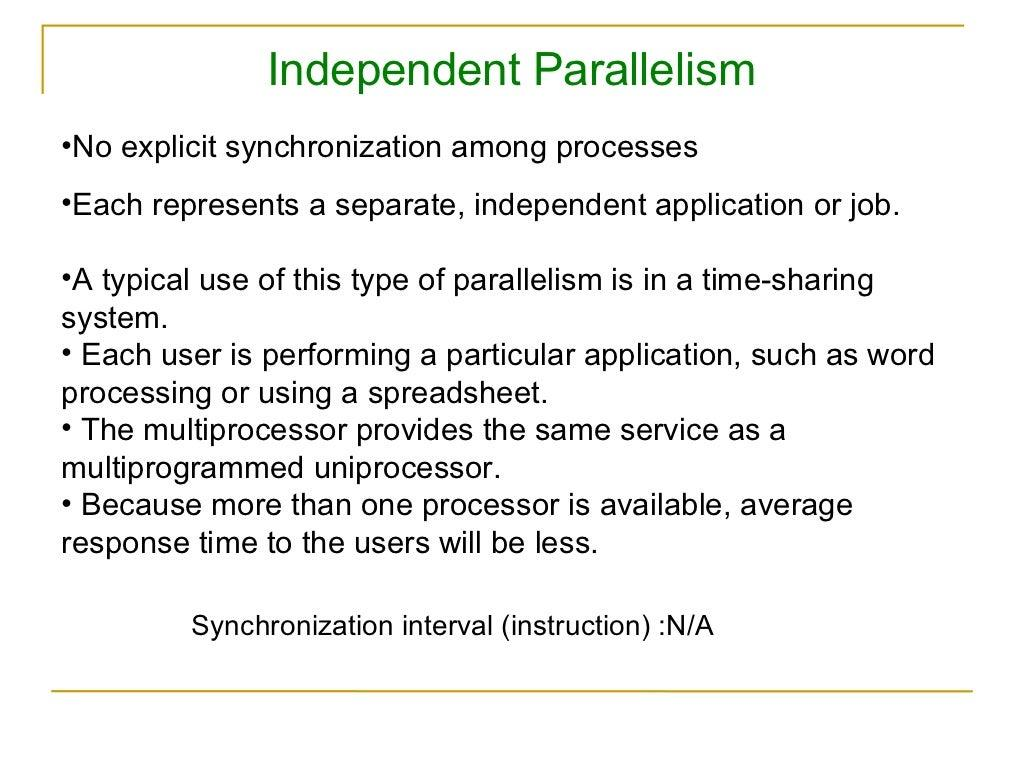 Independent Parallelism
•No explicit synchronization among processes
•Each represents a separate, independent application or job.
•A typical use of this type of parallelism is in a time-sharing
system.
• Each user is performing a particular application, such as word
processing or using a spreadsheet.
• The multiprocessor provides the same service as a
multiprogrammed uniprocessor.
• Because more than one processor is available, average
response time to the users will be less.
Synchronization interval (instruction) :N/A